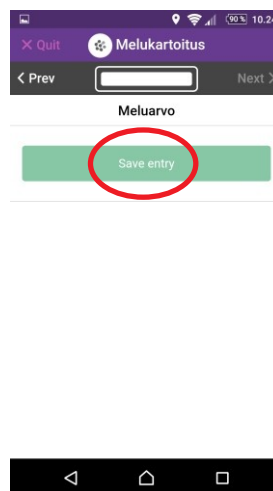 90% 10.24
× Quit Melukartoitus
< Prev Next >
Meluarvo
Save entry